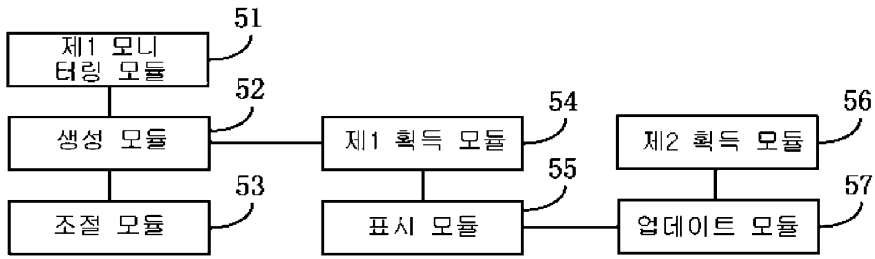 제1 모니
터링 모듈
51
생성 모듈
52
조절 모듈
53
제1 획득 모듈
54
표시 모듈
55
제2 획득 모듈
56
업데이트 모듈
57